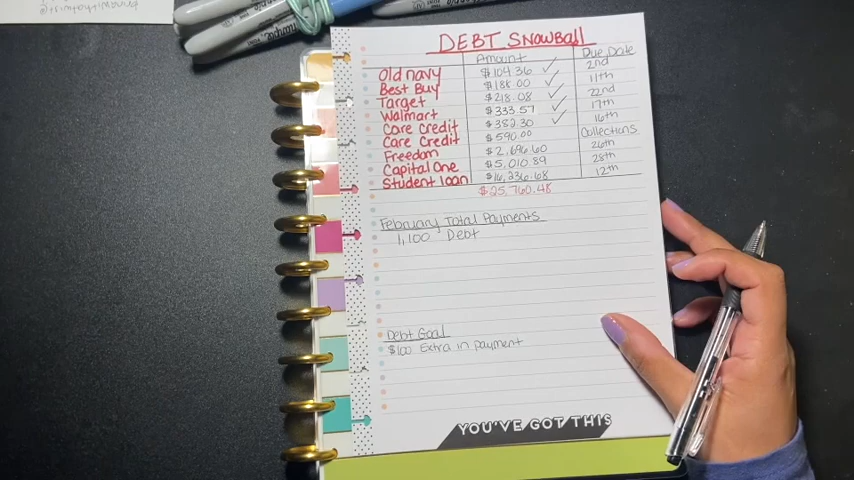 DEBT SNOWBALL
Amount Due Date
Old navy $104.36 ✓ 2nd
Best Buy $188.00 ✓ 11th
Target $218.08 ✓ 22nd
Walmart $333.57 ✓ 17th
Care Credit $382.30 ✓ 16th
Care Credit $590.00 Collections
Freedom $2,696.60 26th
Capital One $5,010.89 28th
Student loan $16,236.68 12th
$25,760.48
February Total Payments
1,100 Debt
Debt Goal
$100 Extra in payment
YOU'VE GOT THIS